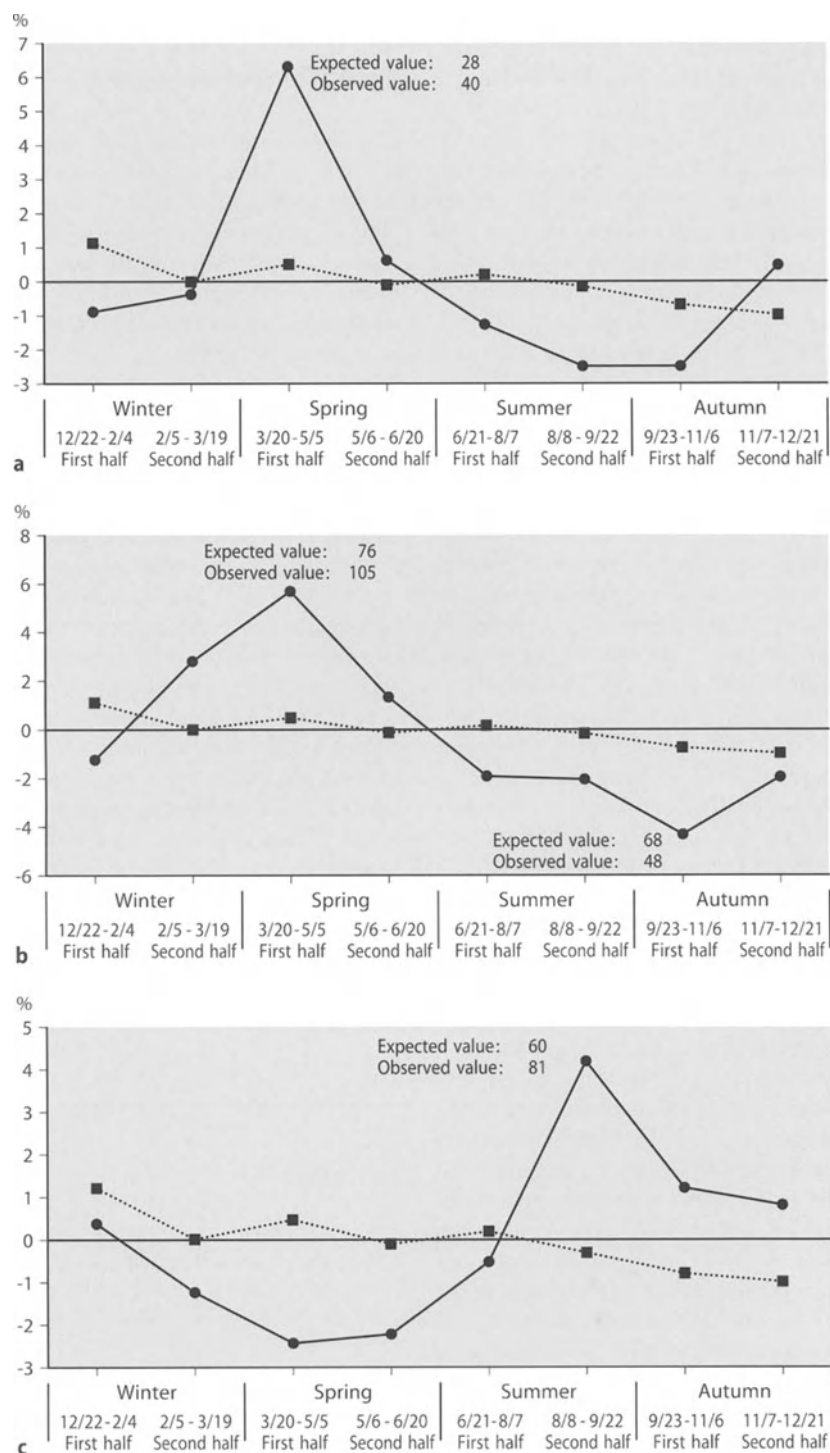 %
7
6
5
4
3
2
1
0
-1
-2
-3
Expected value: 28
Observed value: 40
Winter Spring Summer Autumn
12/22-2/4 2/5 - 3/19 3/20-5/5 5/6 - 6/20 6/21-8/7 8/8 - 9/22 9/23-11/6 11/7-12/21
First half Second half First half Second half First half Second half First half Second half
a
%
8
6
4
2
0
-2
-4
-6
Expected value: 76
Observed value: 105
Expected value: 68
Observed value: 48
Winter Spring Summer Autumn
12/22-2/4 2/5 - 3/19 3/20-5/5 5/6 - 6/20 6/21-8/7 8/8 - 9/22 9/23-11/6 11/7-12/21
First half Second half First half Second half First half Second half First half Second half
b
%
5
4
3
2
1
0
-1
-2
-3
Expected value: 60
Observed value: 81
Winter Spring Summer Autumn
12/22-2/4 2/5 - 3/19 3/20-5/5 5/6 - 6/20 6/21-8/7 8/8 - 9/22 9/23-11/6 11/7-12/21
First half Second half First half Second half First half Second half First half Second half
c